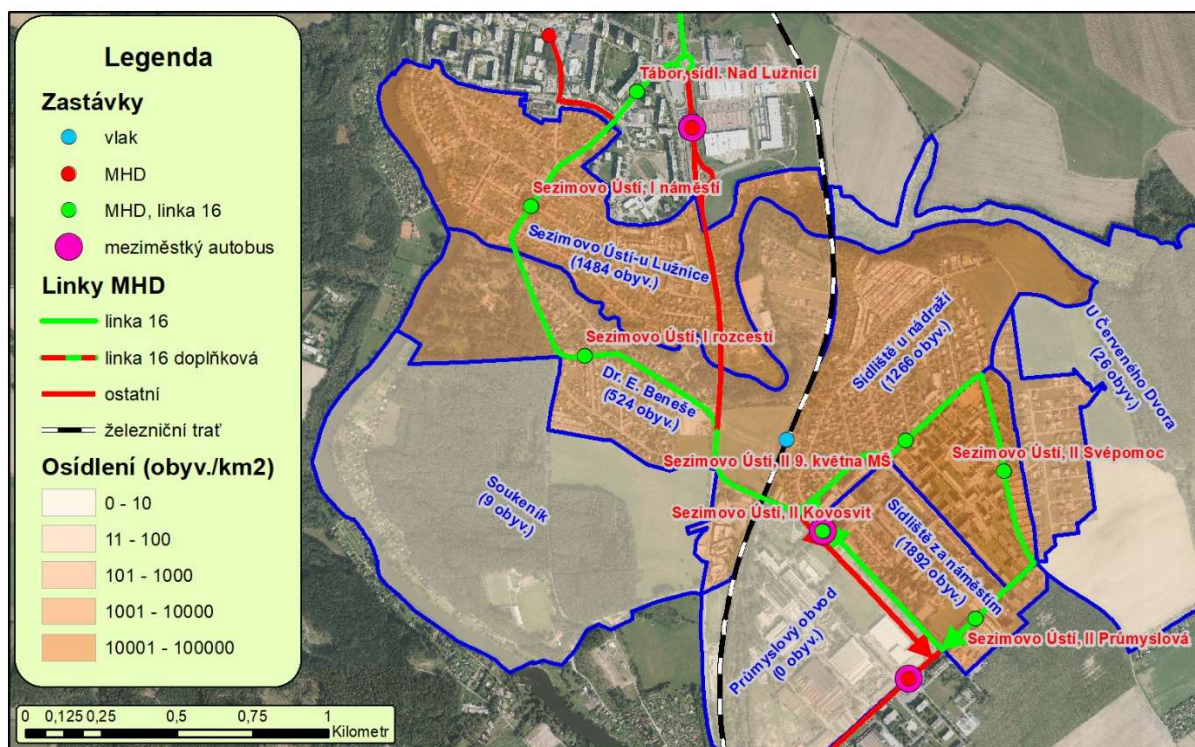 Legenda
Zastávky
vlak
MHD
MHD, linka 16
meziměstký autobus
Linky MHD
linka 16
linka 16 doplňková
ostatní
železniční trať
Osídlení (obyv./km2)
0 - 10
11 - 100
101 - 1000
1001 - 10000
10001 - 100000
0 0,125 0,25 0,5 0,75 1
Kilometr
Tábor, sídl. Nad Lužnicí
Sezimovo Ústí, I náměstí
Sezimovo Ústí-u Lužnice
(1484 obyv.)
Sezimovo Ústí, I rozcestí
Dr. E. Beneše
(524 obyv.)
Sídliště u nádraží
(1266 obyv.)
U Červeného Dvora
(26 obyv.)
Sezimovo Ústí, II 9. května MŠ
Sezimovo Ústí, II Svépomoc
Soukeník
(9 obyv.)
Sezimovo Ústí, II Kovosvit
Sídliště za náměstím
(1892 obyv.)
Průmyslový obvod
(0 obyv.)
Sezimovo Ústí, II Průmyslová